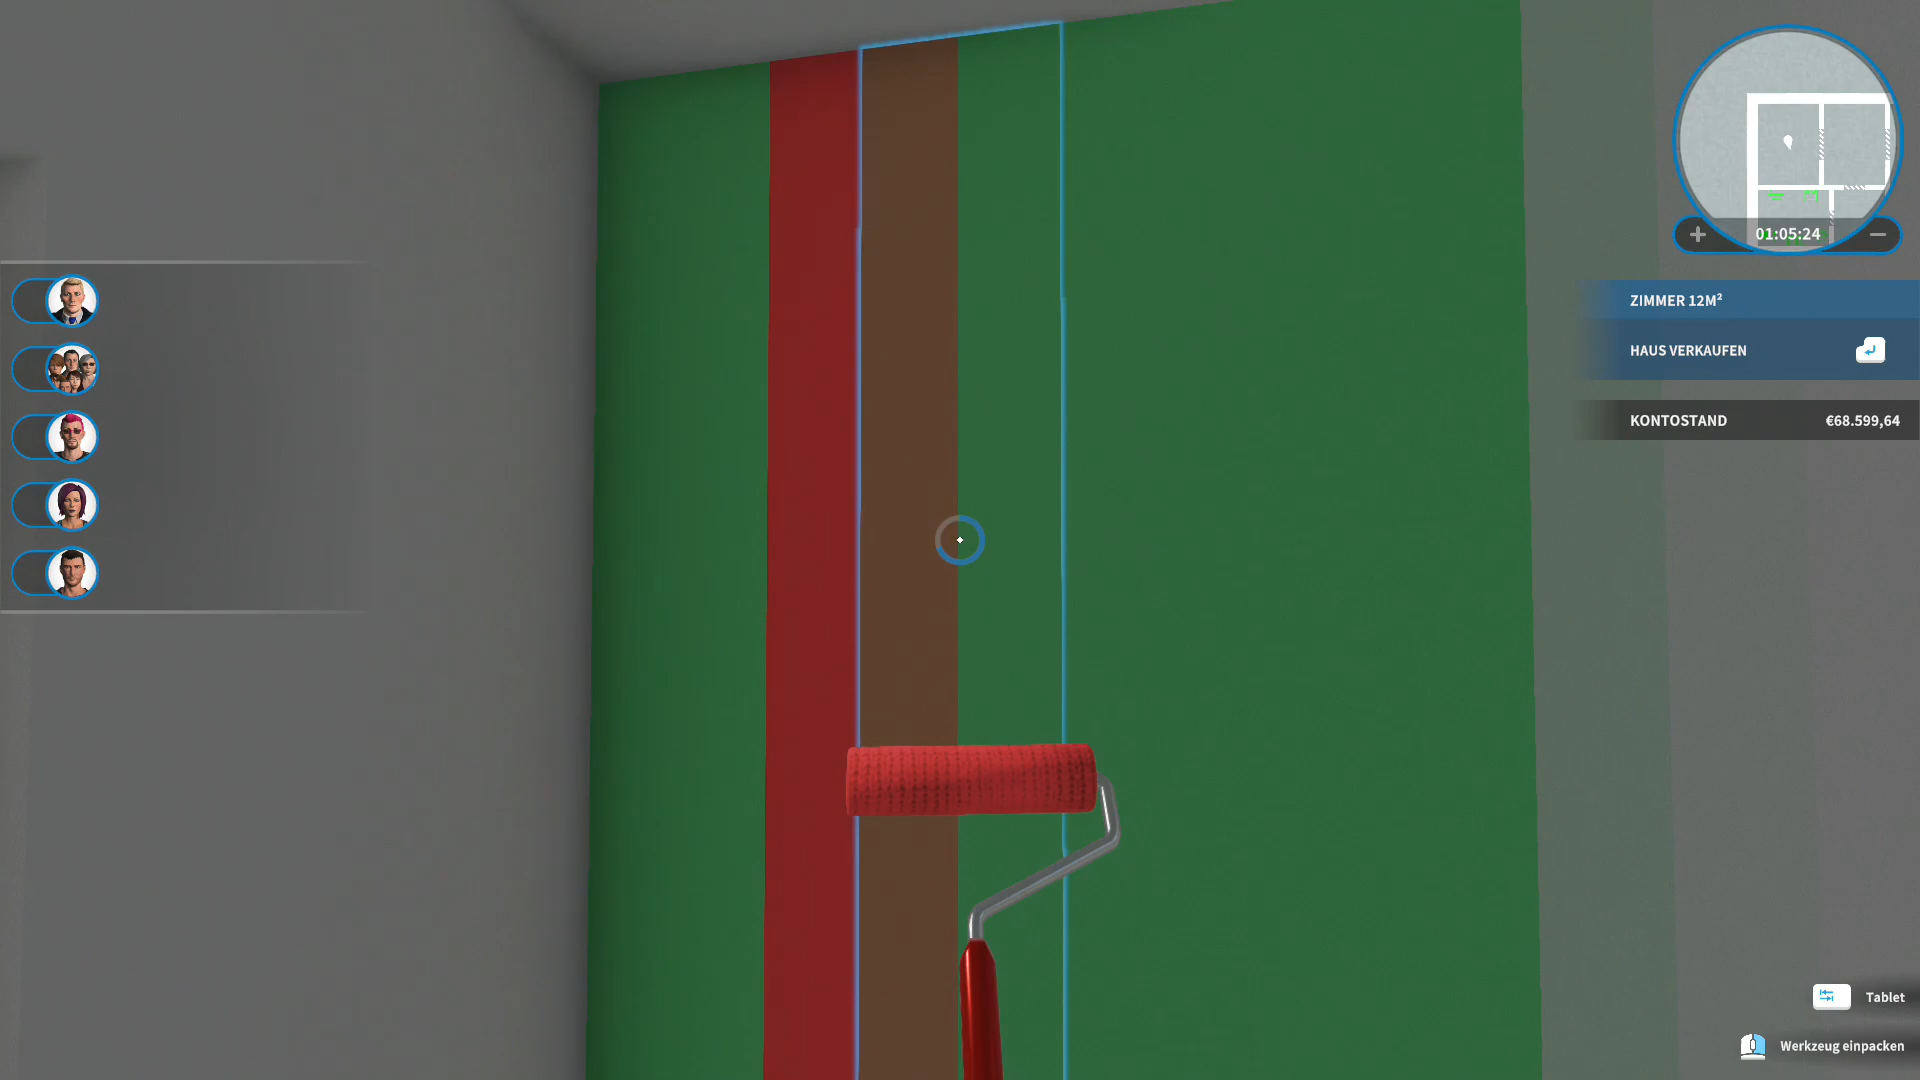 01:05:24
ZIMMER 12M²
HAUS VERKAUFEN
KONTOSTAND €68.599,64
Tablet
Werkzeug einpacken